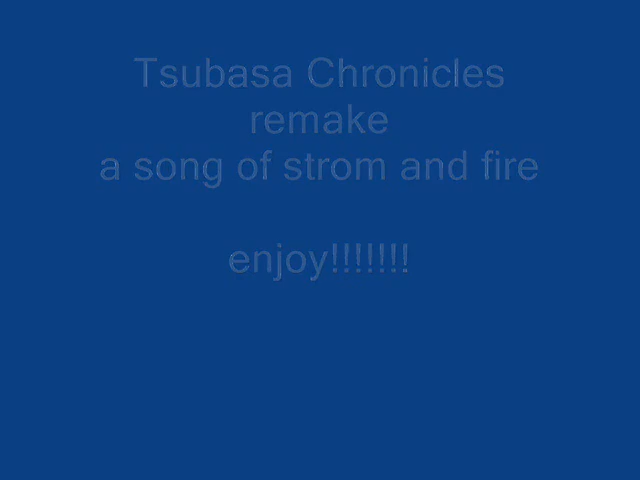 Tsubasa Chronicles
remake
a song of strom and fire
enjoy!!!!!!!